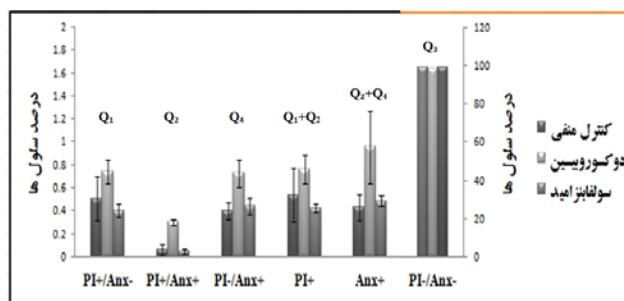 درصد سلول ها
2
1.8
1.6
1.4
1.2
1
0.8
0.6
0.4
0.2
0
Q₁
Q₂
Q₄
Q₁+Q₂
Q₂+Q₄
Q₃
PI+/Anx-
PI+/Anx+
PI-/Anx+
PI+
Anx+
PI-/Anx-
120
100
80
60
40
20
0
درصد سلول ها
کنترل منفی
دوکسوروبیسین
سولفابنزامید